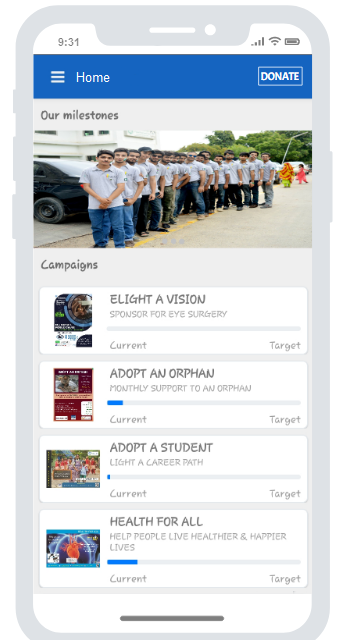 9:31
Home
DONATE
Our milestones
Campaigns
ELIGHT A VISION
SPONSOR FOR EYE SURGERY
Current Target
ADOPT AN ORPHAN
MONTHLY SUPPORT TO AN ORPHAN
Current Target
ADOPT A STUDENT
LIGHT A CAREER PATH
Current Target
HEALTH FOR ALL
HELP PEOPLE LIVE HEALTHIER & HAPPIER
LIVES
Current Target